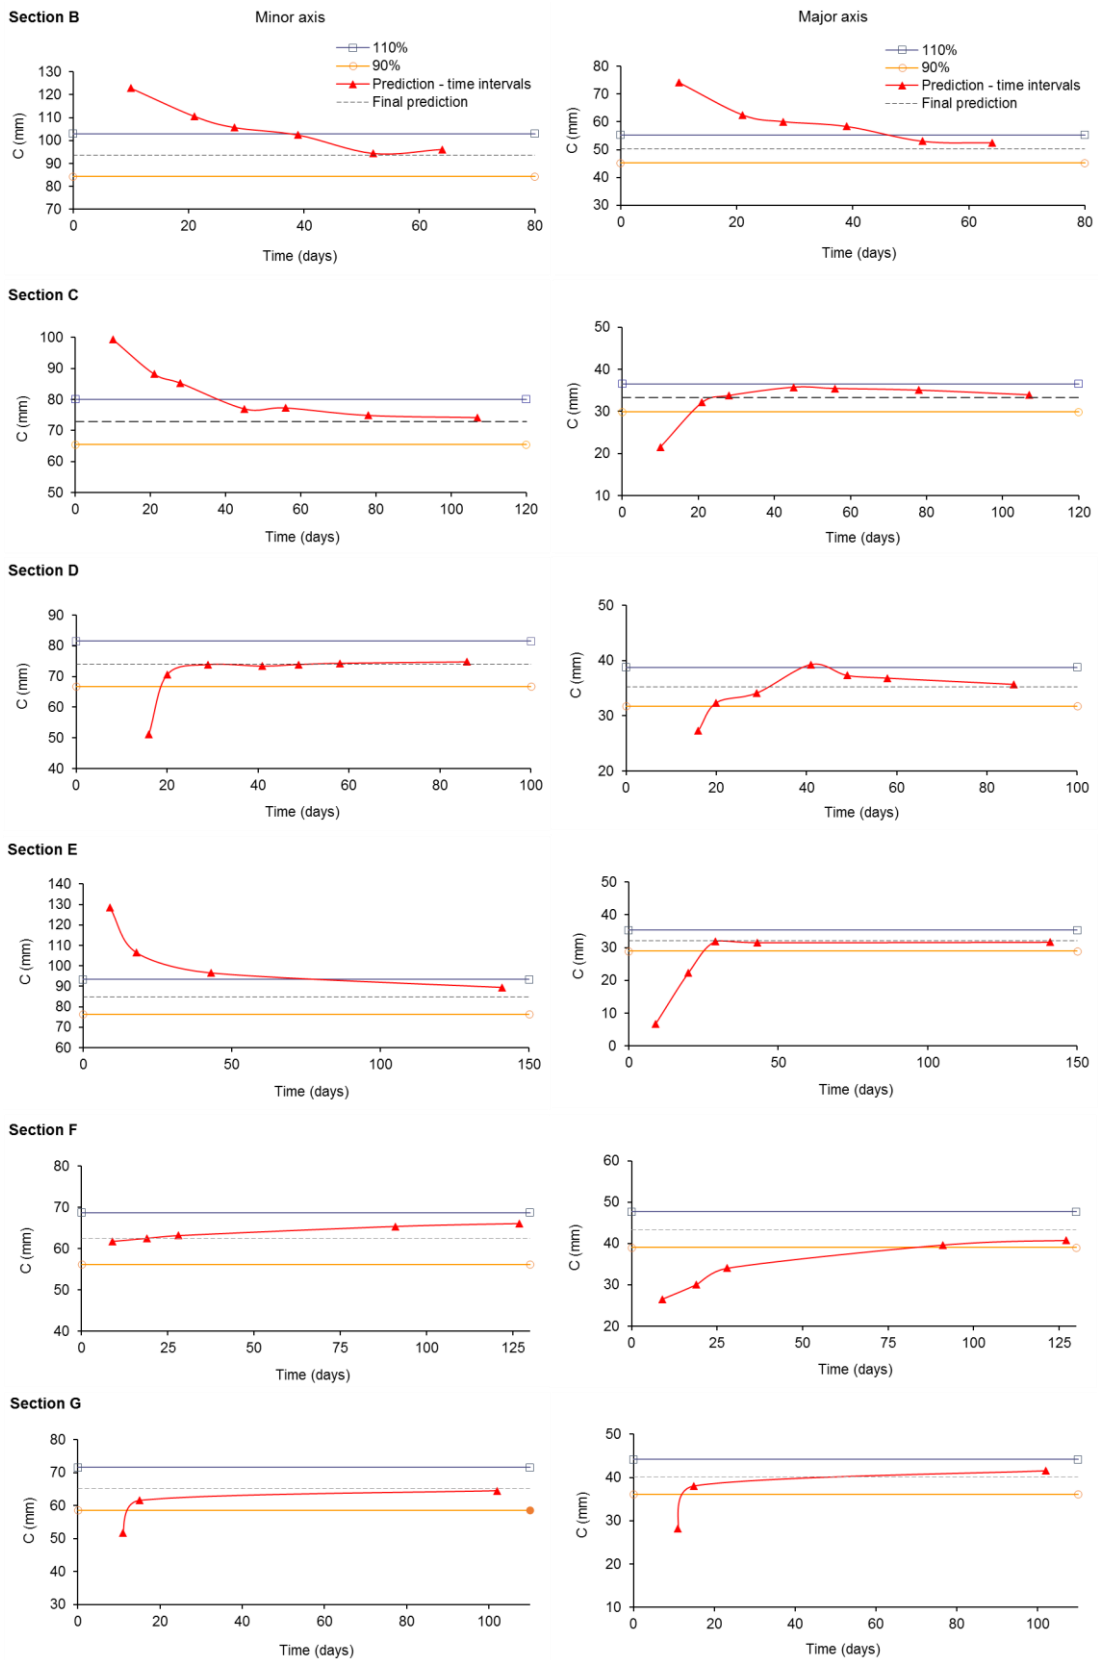 Section B
Minor axis
Major axis
110%
90%
Prediction - time intervals
Final prediction
C (mm)
130
120
110
100
90
80
70
0 20 40 60 80
Time (days)
110%
90%
Prediction - time intervals
Final prediction
C (mm)
80
70
60
50
40
30
0 20 40 60 80
Time (days)
Section C
C (mm)
100
90
80
70
60
50
0 20 40 60 80 100 120
Time (days)
C (mm)
50
40
30
20
10
0 20 40 60 80 100 120
Time (days)
Section D
C (mm)
90
80
70
60
50
40
0 20 40 60 80 100
Time (days)
C (mm)
50
40
30
20
0 20 40 60 80 100
Time (days)
Section E
C (mm)
140
130
120
110
100
90
80
70
60
0 50 100 150
Time (days)
C (mm)
50
40
30
20
10
0
0 50 100 150
Time (days)
Section F
C (mm)
80
70
60
50
40
0 25 50 75 100 125
Time (days)
C (mm)
60
50
40
30
20
0 25 50 75 100 125
Time (days)
Section G
C (mm)
80
70
60
50
40
30
0 20 40 60 80 100
Time (days)
C (mm)
50
40
30
20
10
0 20 40 60 80 100
Time (days)